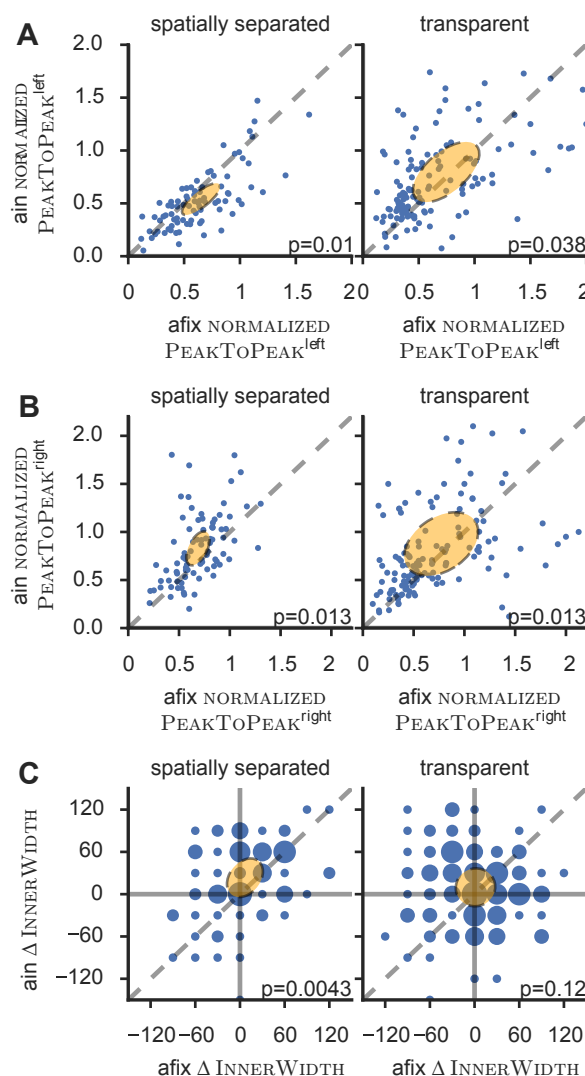 A
spatially separated
transparent
ain NORMALIZED
PEAKTOPEAK^left
2.0
1.5
1.0
0.5
0.0
p=0.01
p=0.038
0 0.5 1 1.5 2 0 0.5 1 1.5 2
afix NORMALIZED
PEAKTOPEAK^left
afix NORMALIZED
PEAKTOPEAK^left
B
spatially separated
transparent
ain NORMALIZED
PEAKTOPEAK^right
2.0
1.5
1.0
0.5
0.0
p=0.013
p=0.013
0 0.5 1 1.5 2 0 0.5 1 1.5 2
afix NORMALIZED
PEAKTOPEAK^right
afix NORMALIZED
PEAKTOPEAK^right
C
spatially separated
transparent
ain Δ INNERWIDTH
120
60
0
−60
−120
p=0.0043
p=0.12
−120 −60 0 60 120 −120 −60 0 60 120
afix Δ INNERWIDTH
afix Δ INNERWIDTH